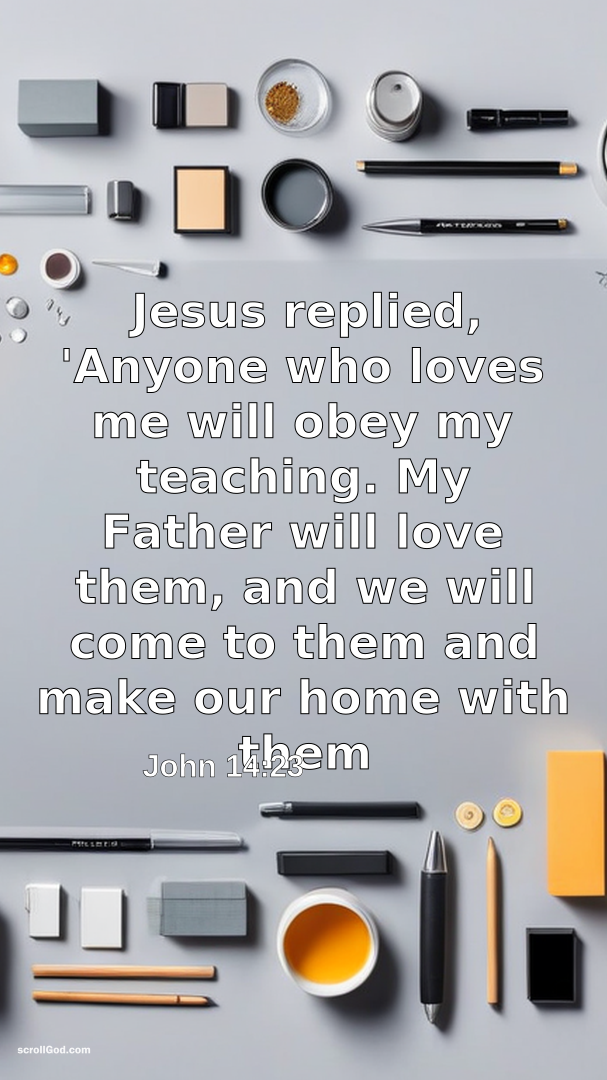 Jesus replied,
'Anyone who loves
me will obey my
teaching. My
Father will love
them, and we will
come to them and
make our home with
them
John 14:23
scrollGod.com